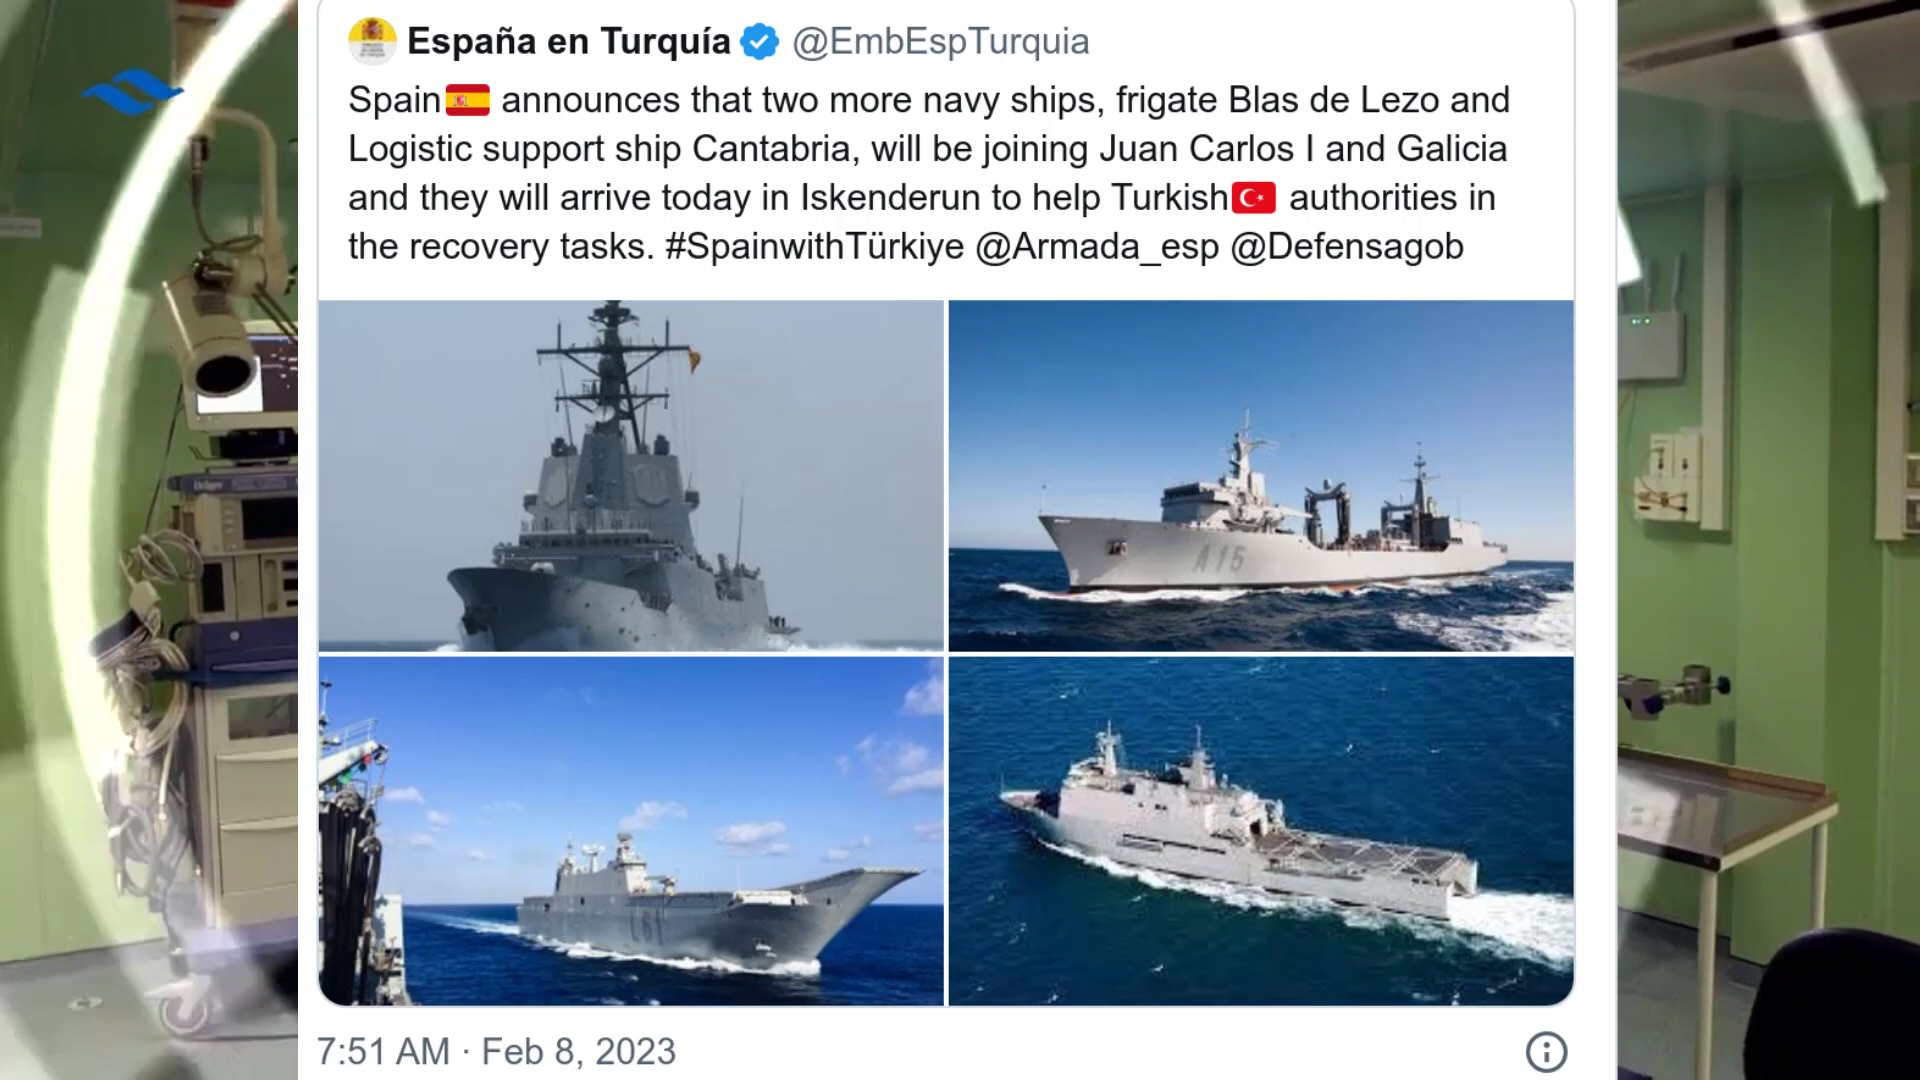 España en Turquía @EmbEspTurquia
Spain announces that two more navy ships, frigate Blas de Lezo and
Logistic support ship Cantabria, will be joining Juan Carlos I and Galicia
and they will arrive today in Iskenderun to help Turkish authorities in
the recovery tasks. #SpainwithTürkiye @Armada_esp @Defensagob
A15
L61
7:51 AM · Feb 8, 2023
Dräger